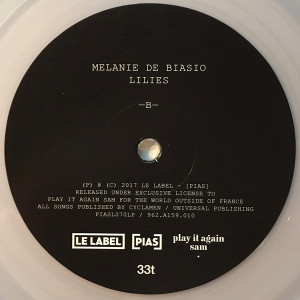 MELANIE DE BIASIO
LILIES
—B—
(P) & (C) 2017 LE LABEL - [PIAS]
RELEASED UNDER EXCLUSIVE LICENSE TO
PLAY IT AGAIN SAM FOR THE WORLD OUTSIDE OF FRANCE
ALL SONGS PUBLISHED BY CYCLAMEN / UNIVERSAL PUBLISHING
PIASL070LP / 962.A159.010
LE LABEL [PIAS] play it again
sam
33t